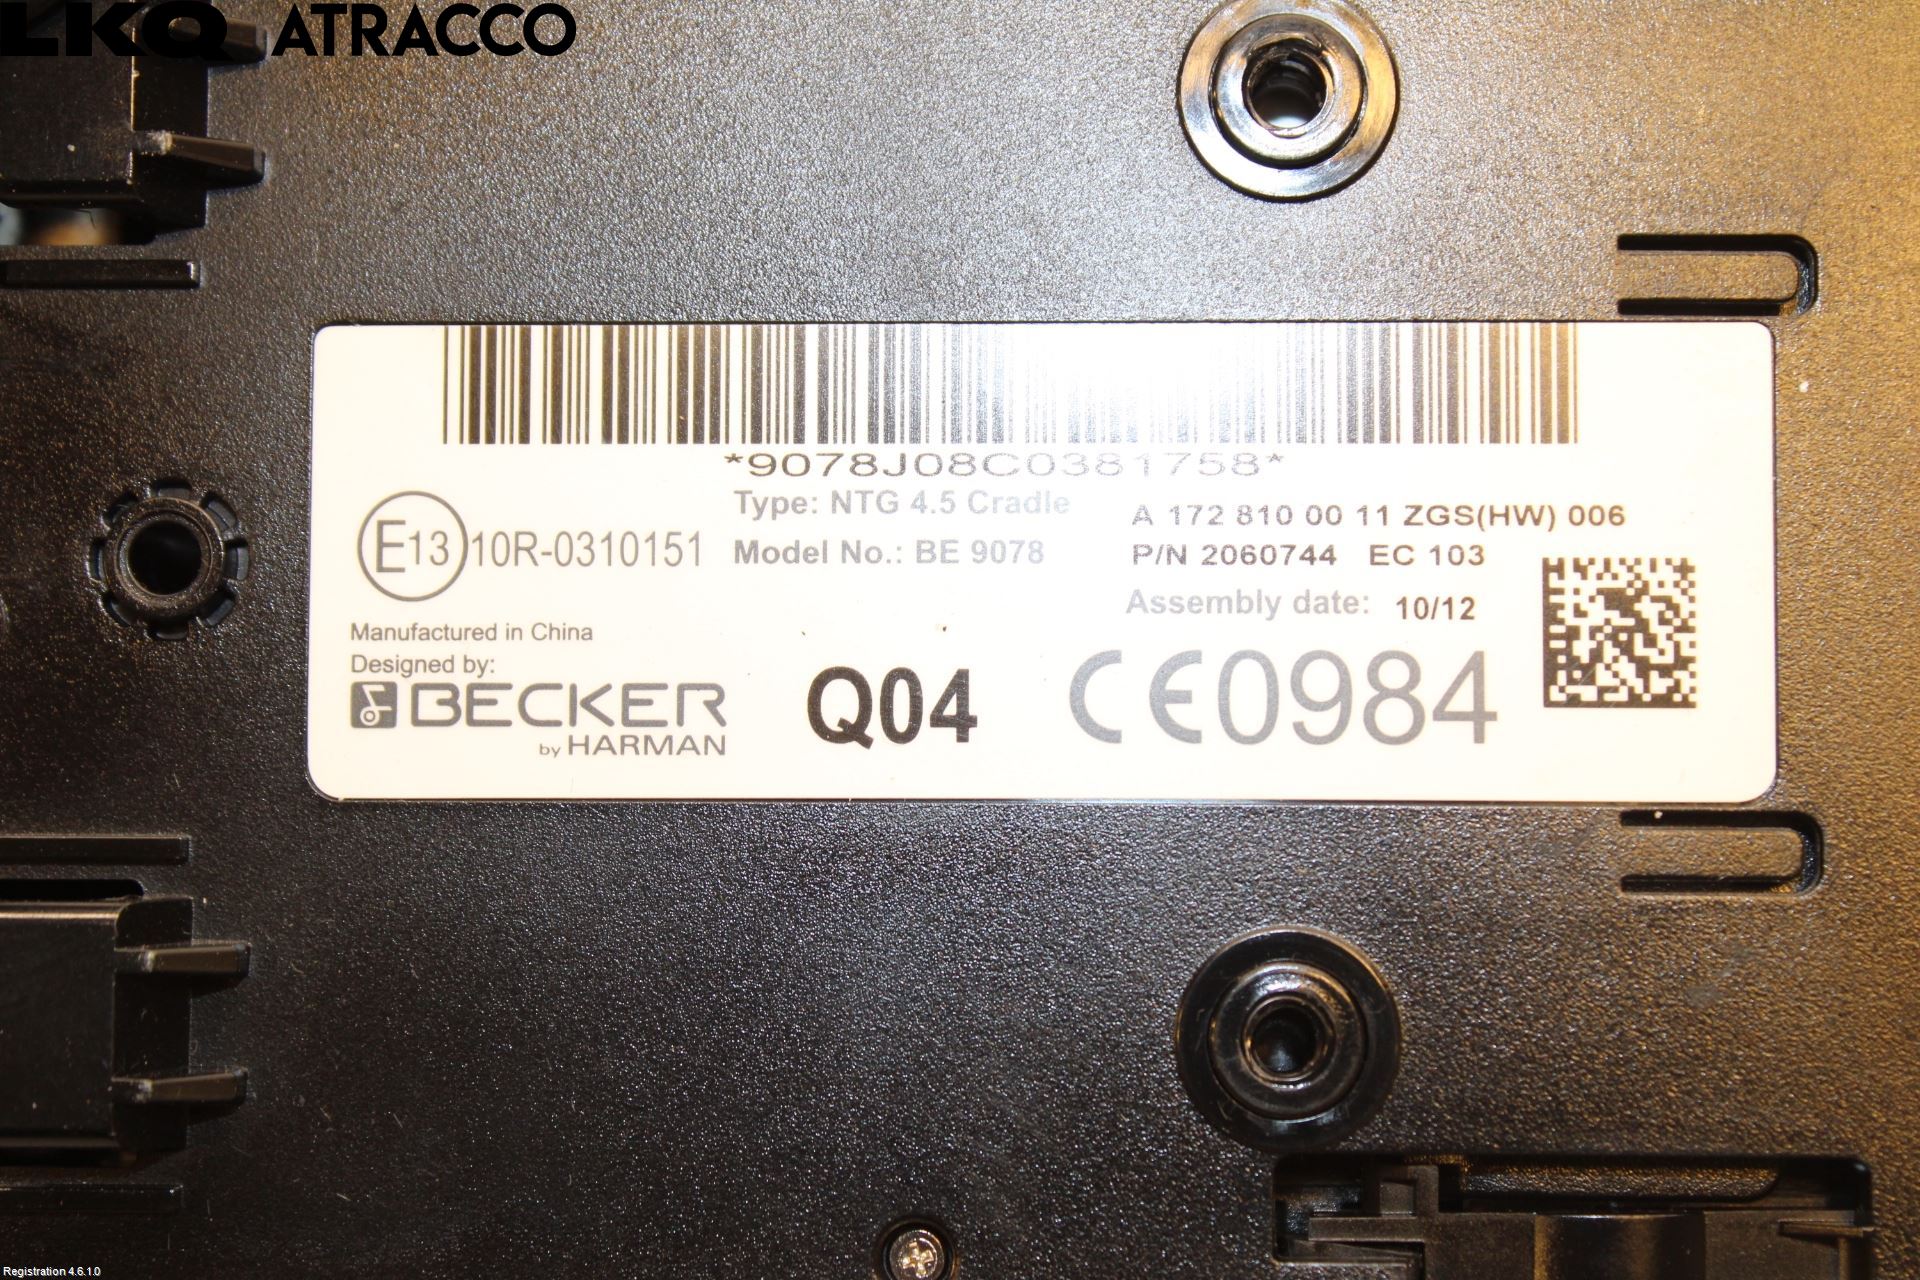 LKQ ATRACCO
*9078J08C0381758*
Type: NTG 4.5 Cradle
A 172 810 00 11 ZGS(HW) 006
E13 10R-0310151
Model No.: BE 9078
P/N 2060744 EC 103
Assembly date: 10/12
Manufactured in China
Designed by:
BECKER
by HARMAN
Q04
CE0984
Registration 4.6.1.0